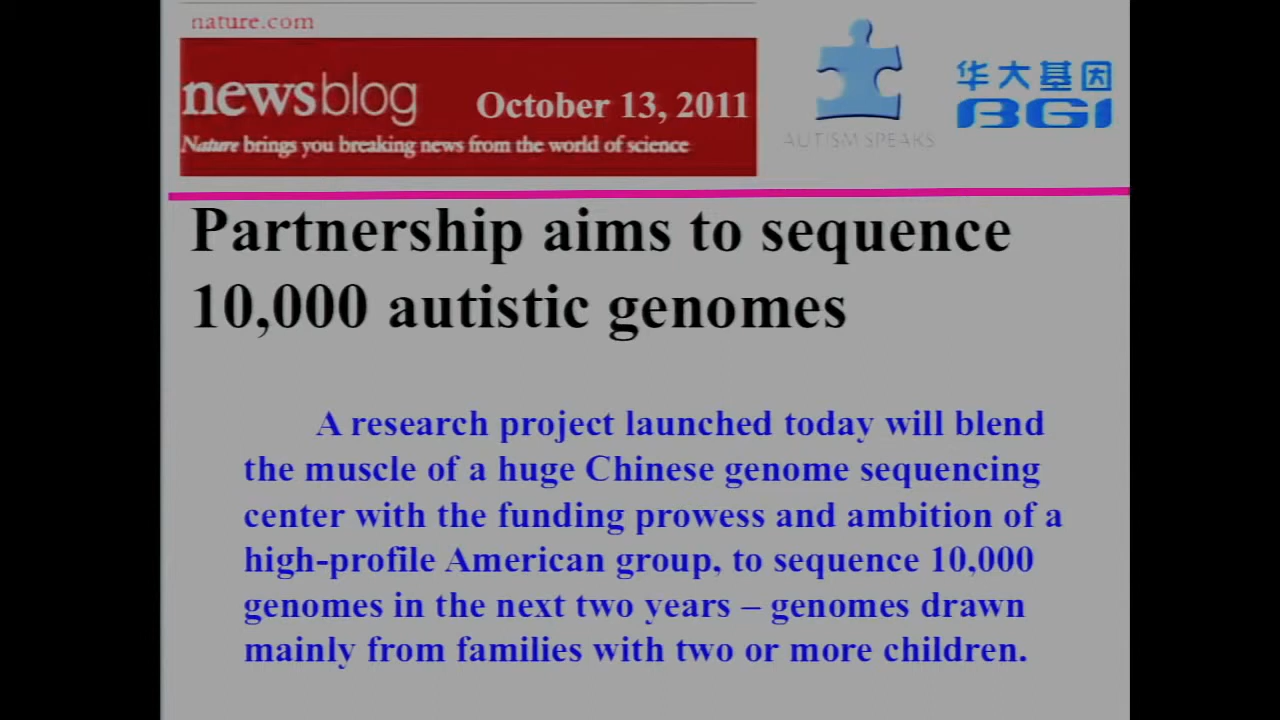 nature.com
newsblog October 13, 2011
Nature brings you breaking news from the world of science
AUTISM SPEAKS
华大基因
BGI
Partnership aims to sequence
10,000 autistic genomes
A research project launched today will blend
the muscle of a huge Chinese genome sequencing
center with the funding prowess and ambition of a
high-profile American group, to sequence 10,000
genomes in the next two years – genomes drawn
mainly from families with two or more children.